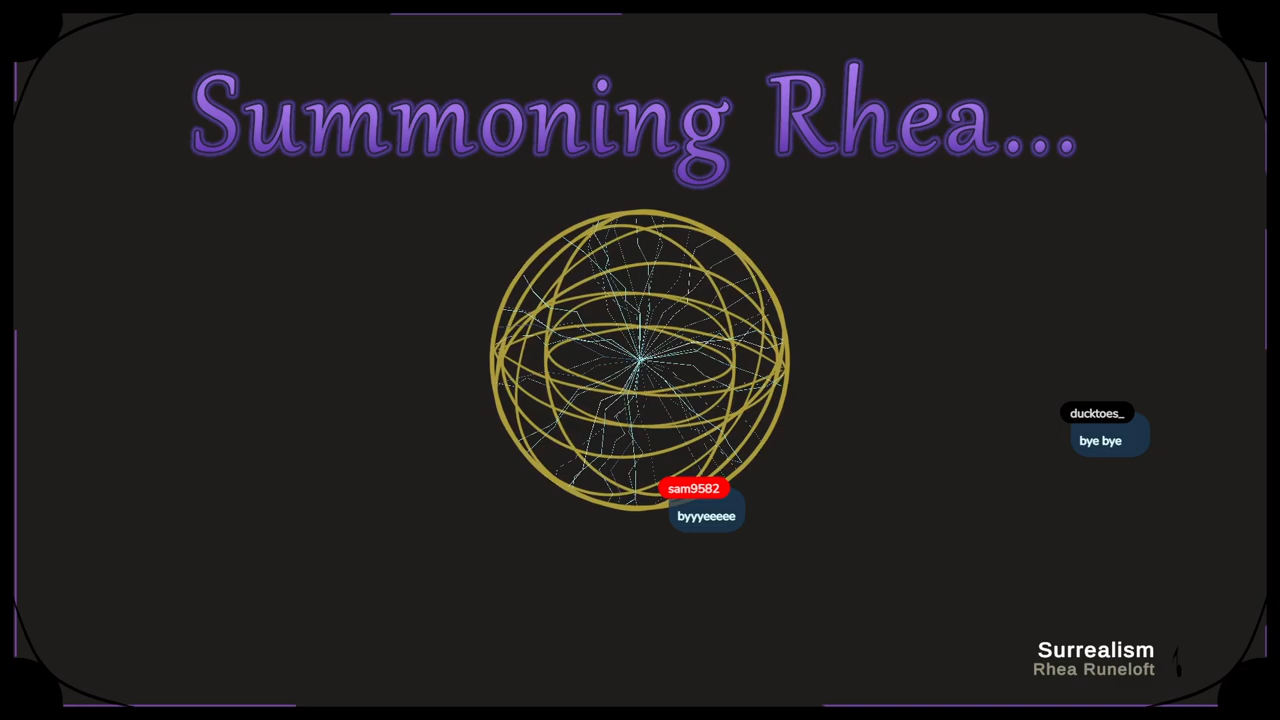 Summoning Rhea...
ducktoes_
bye bye
sam9582
byyyeeeee
Surrealism
Rhea Runeloft